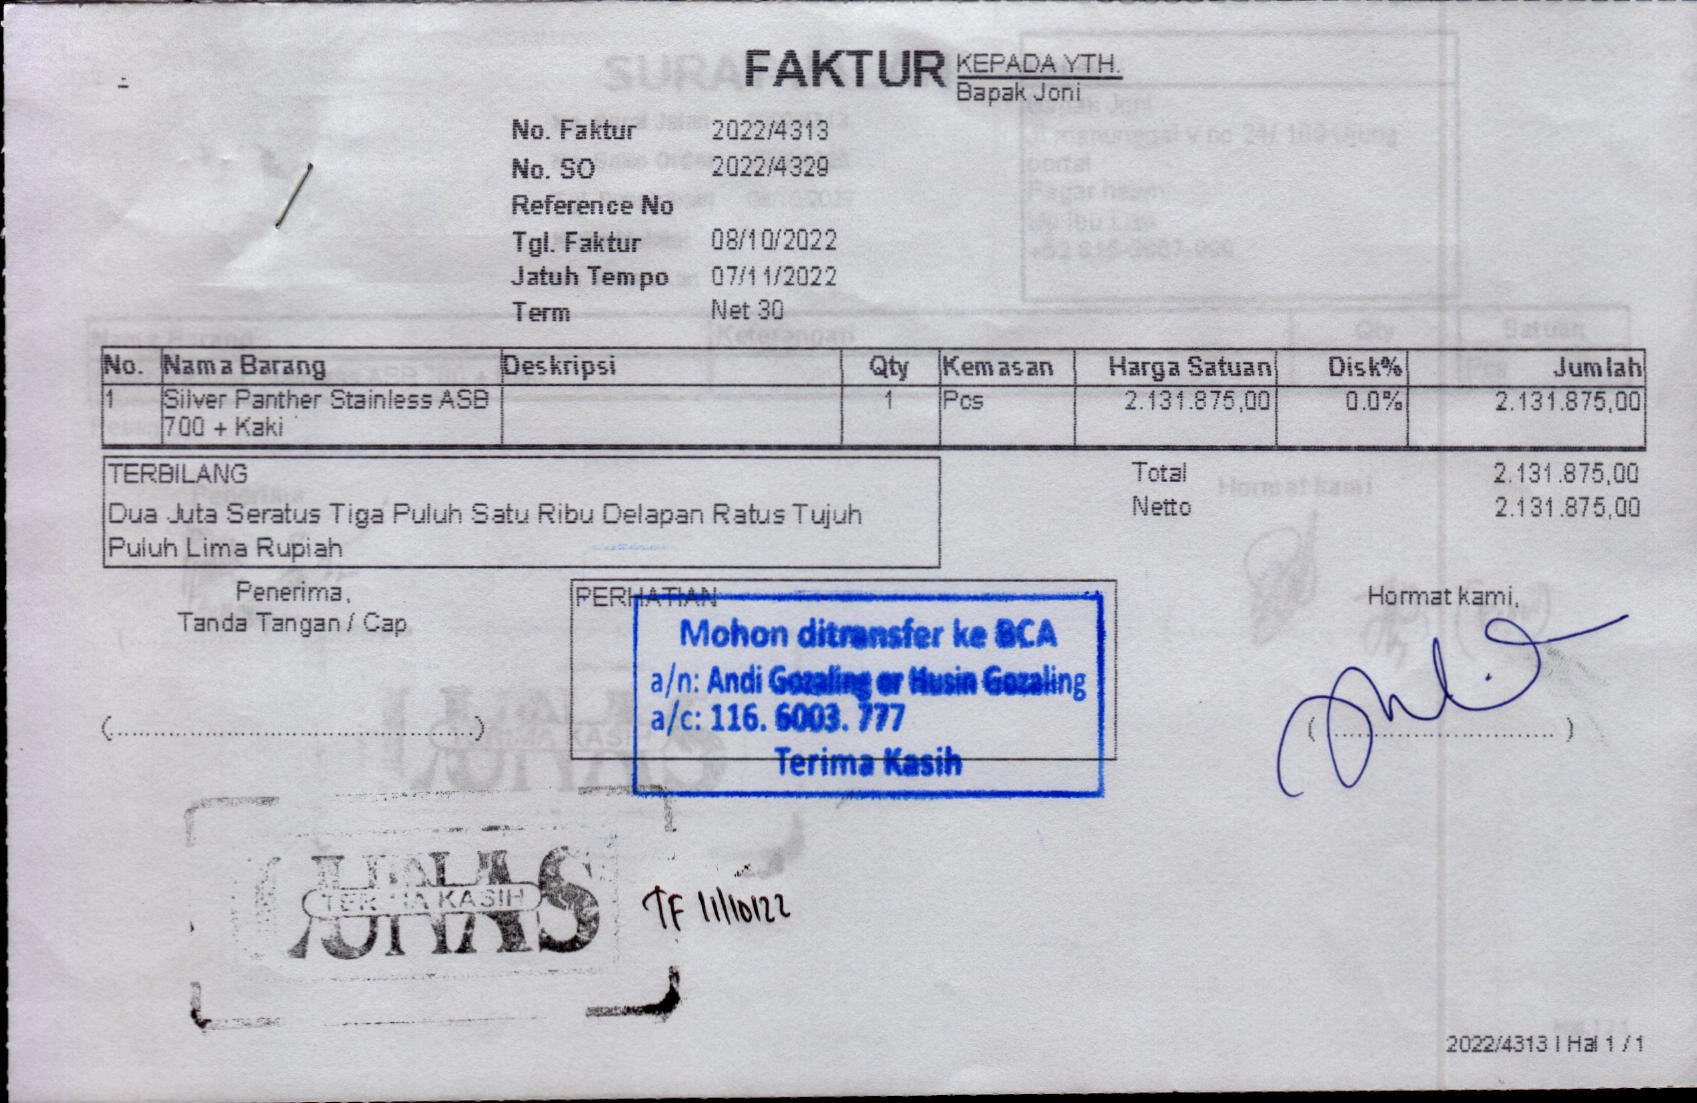 FAKTUR
KEPADA YTH.
Bapak Joni
No. Faktur 2022/4313
No. SO 2022/4329
Reference No
Tgl. Faktur 08/10/2022
Jatuh Tempo 07/11/2022
Term Net 30
No. Nama Barang Deskripsi Qty Kemasan Harga Satuan Disk% Jumlah
1 Silver Panther Stainless ASB 1 Pcs 2.131.875,00 0.0% 2.131.875,00
700 + Kaki
TERBILANG
Dua Juta Seratus Tiga Puluh Satu Ribu Delapan Ratus Tujuh
Puluh Lima Rupiah
Total 2.131.875,00
Netto 2.131.875,00
Penerima,
Tanda Tangan / Cap
PERHATIAN
Mohon ditransfer ke BCA
a/n: Andi Gozaling or Husin Gozaling
a/c: 116. 6003. 777
Terima Kasih
Hormat kami,
(................................................)
(..............................)
LUNAS
TERIMA KASIH
TF 11/10/22
2022/4313 | Hal 1 / 1